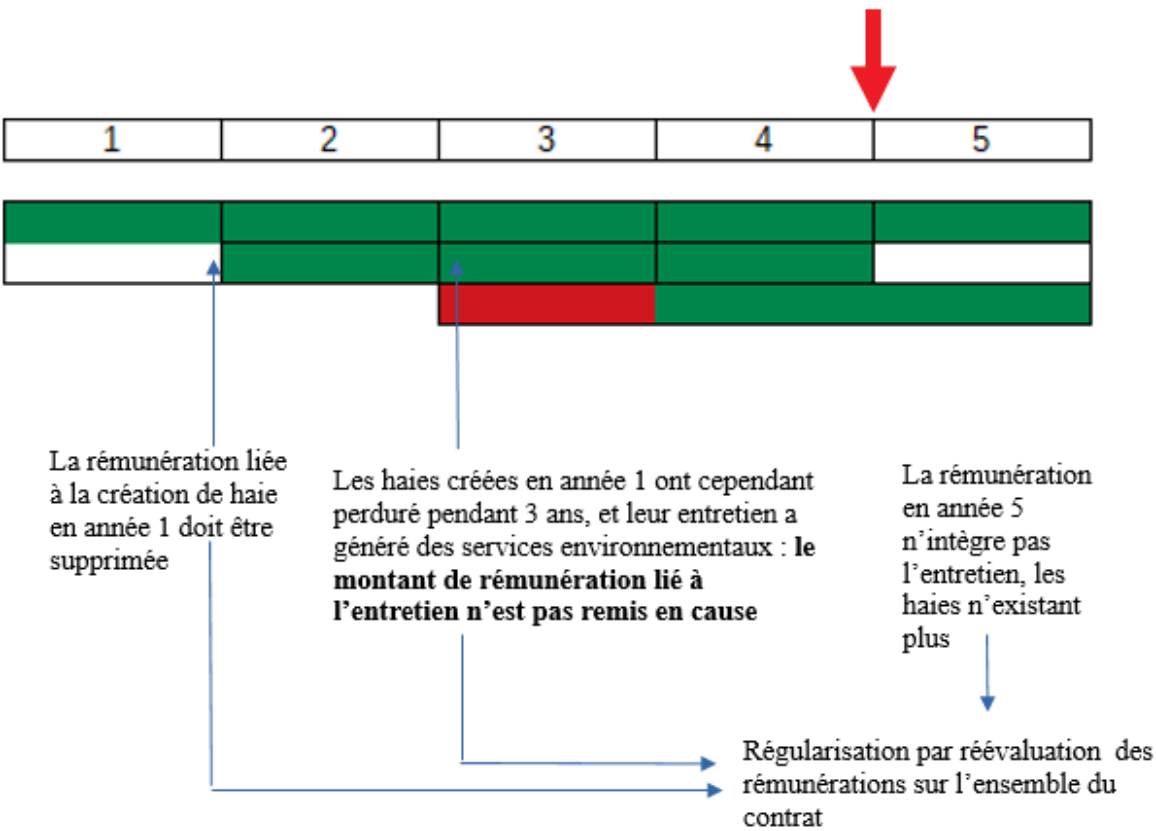 1 2 3 4 5
La rémunération liée
à la création de haie
en année 1 doit être
supprimée
Les haies créées en année 1 ont cependant
perduré pendant 3 ans, et leur entretien a
généré des services environnementaux : le
montant de rémunération lié à
l’entretien n’est pas remis en cause
La rémunération
en année 5
n’intègre pas
l’entretien, les
haies n’existant
plus
Régularisation par réévaluation des
rémunérations sur l’ensemble du
contrat